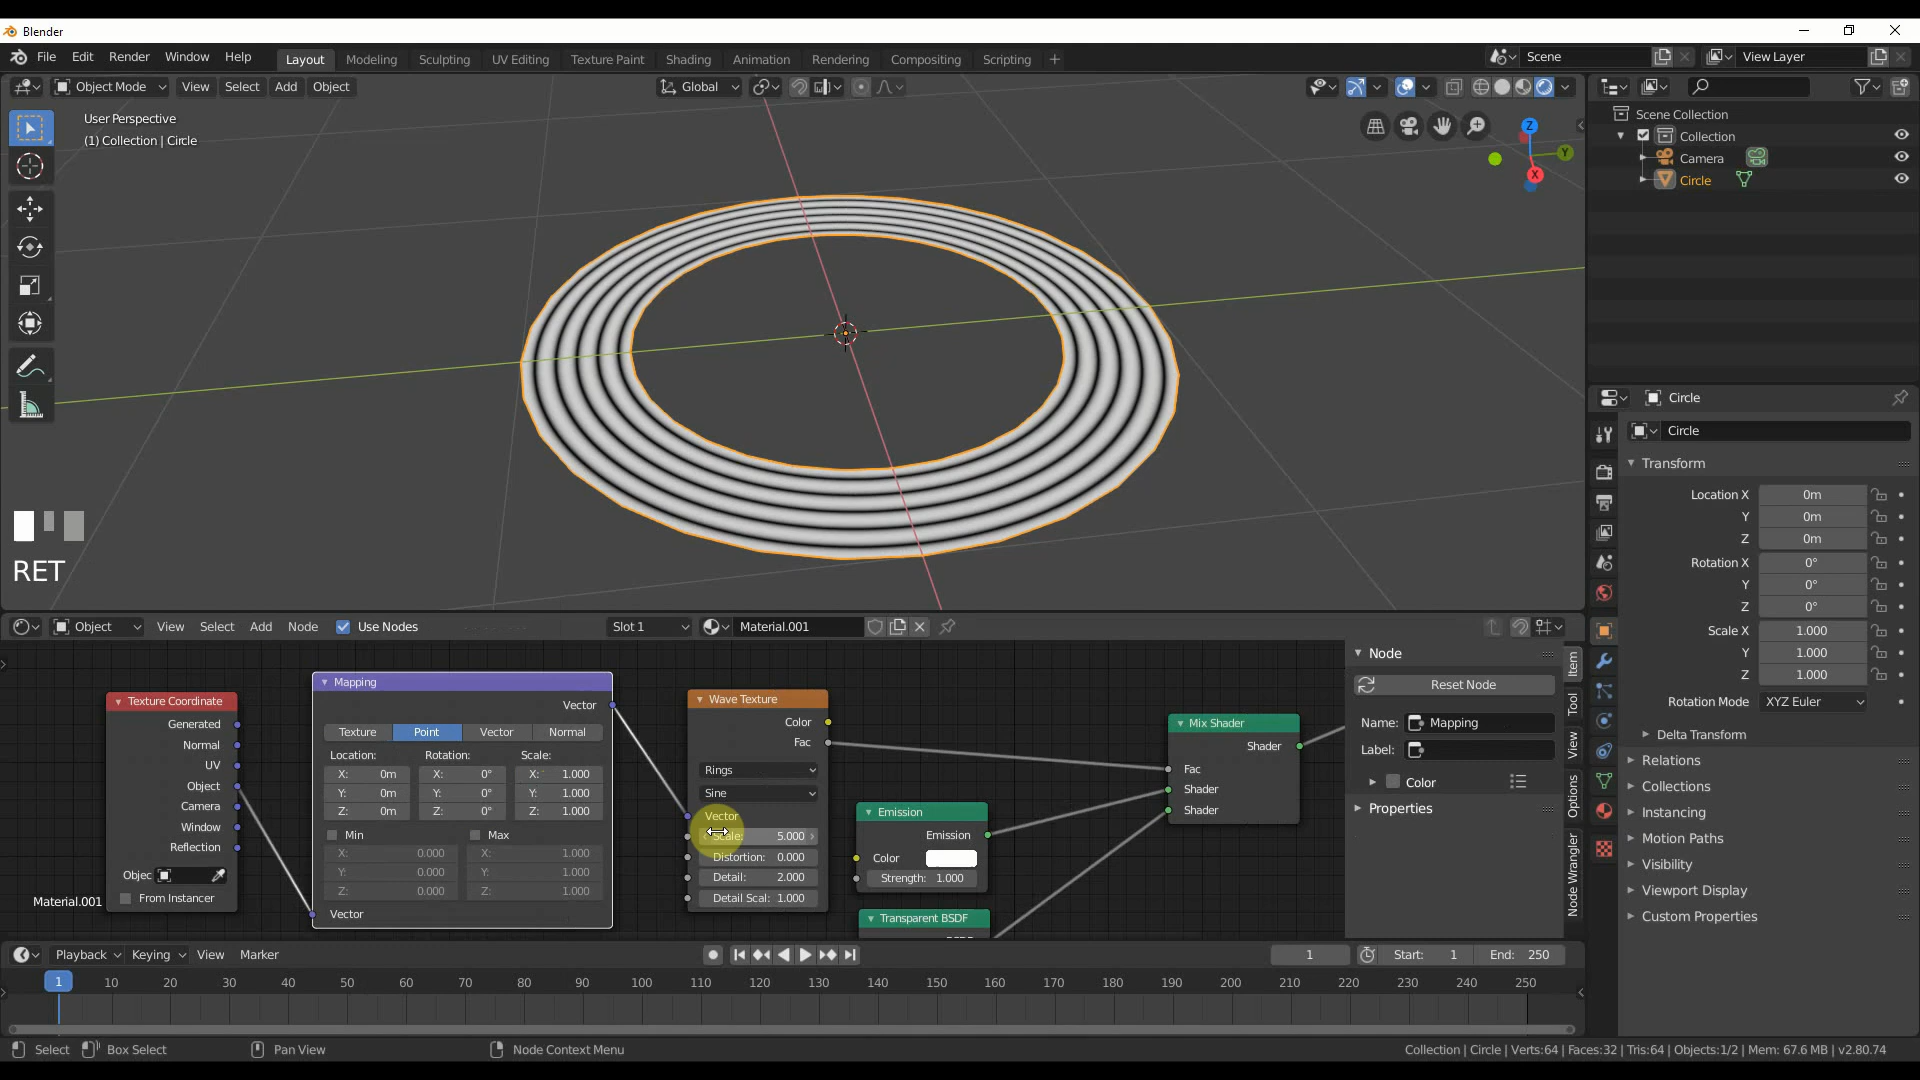 Blender
File Edit Render Window Help Layout Modeling Sculpting UV Editing Texture Paint Shading Animation Rendering Compositing Scripting + Scene View Layer
Object Mode View Select Add Object Global
User Perspective
(1) Collection | Circle
Z
Y
X
RET
Scene Collection
Collection
Camera
Circle
Circle
Circle
Transform
Location X 0m
Y 0m
Z 0m
Rotation X 0°
Y 0°
Z 0°
Scale X 1.000
Y 1.000
Z 1.000
Rotation Mode XYZ Euler
Delta Transform
Relations
Collections
Instancing
Motion Paths
Visibility
Viewport Display
Custom Properties
Object View Select Add Node Use Nodes Slot 1 Material.001
Texture Coordinate
Generated
Normal
UV
Object
Camera
Window
Reflection
Objec
From Instancer
Material.001
Mapping
Vector
Texture Point Vector Normal
Location: Rotation: Scale:
X: 0m X: 0° X: 1.000
Y: 0m Y: 0° Y: 1.000
Z: 0m Z: 0° Z: 1.000
Min Max
X: 0.000 X: 1.000
Y: 0.000 Y: 1.000
Z: 0.000 Z: 1.000
Vector
Wave Texture
Color
Fac
Rings
Sine
Vector
Scale: 5.000
Distortion: 0.000
Detail: 2.000
Detail Scal: 1.000
Emission
Emission
Color
Strength: 1.000
Transparent BSDF
Mix Shader
Shader
Fac
Shader
Shader
Node
Reset Node
Name: Mapping
Label:
Color
Properties
Item
Tool
View
Options
Node Wrangler
Playback Keying View Marker 1 Start: 1 End: 250
1 10 20 30 40 50 60 70 80 90 100 110 120 130 140 150 160 170 180 190 200 210 220 230 240 250
Select Box Select Pan View Node Context Menu Collection | Circle | Verts:64 | Faces:32 | Tris:64 | Objects:1/2 | Mem: 67.6 MB | v2.80.74